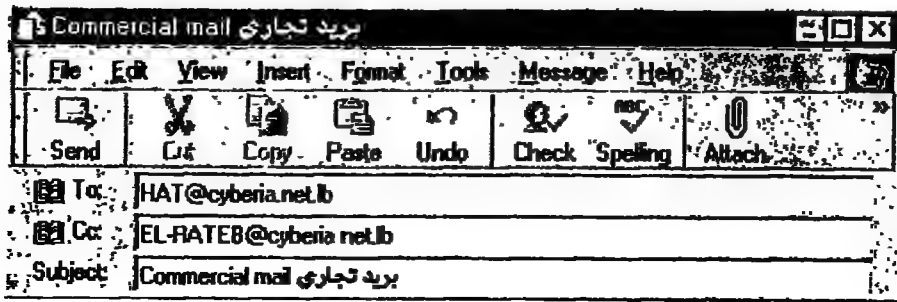 Commercial mail بريد تجاري
File Edit View Insert Format Tools Message Help
Send Cut Copy Paste Undo Check Spelling Attach
To: HAT@cyberia.net.lb
Cc: EL-RATEB@cyberia.net.lb
Subject: Commercial mail بريد تجاري